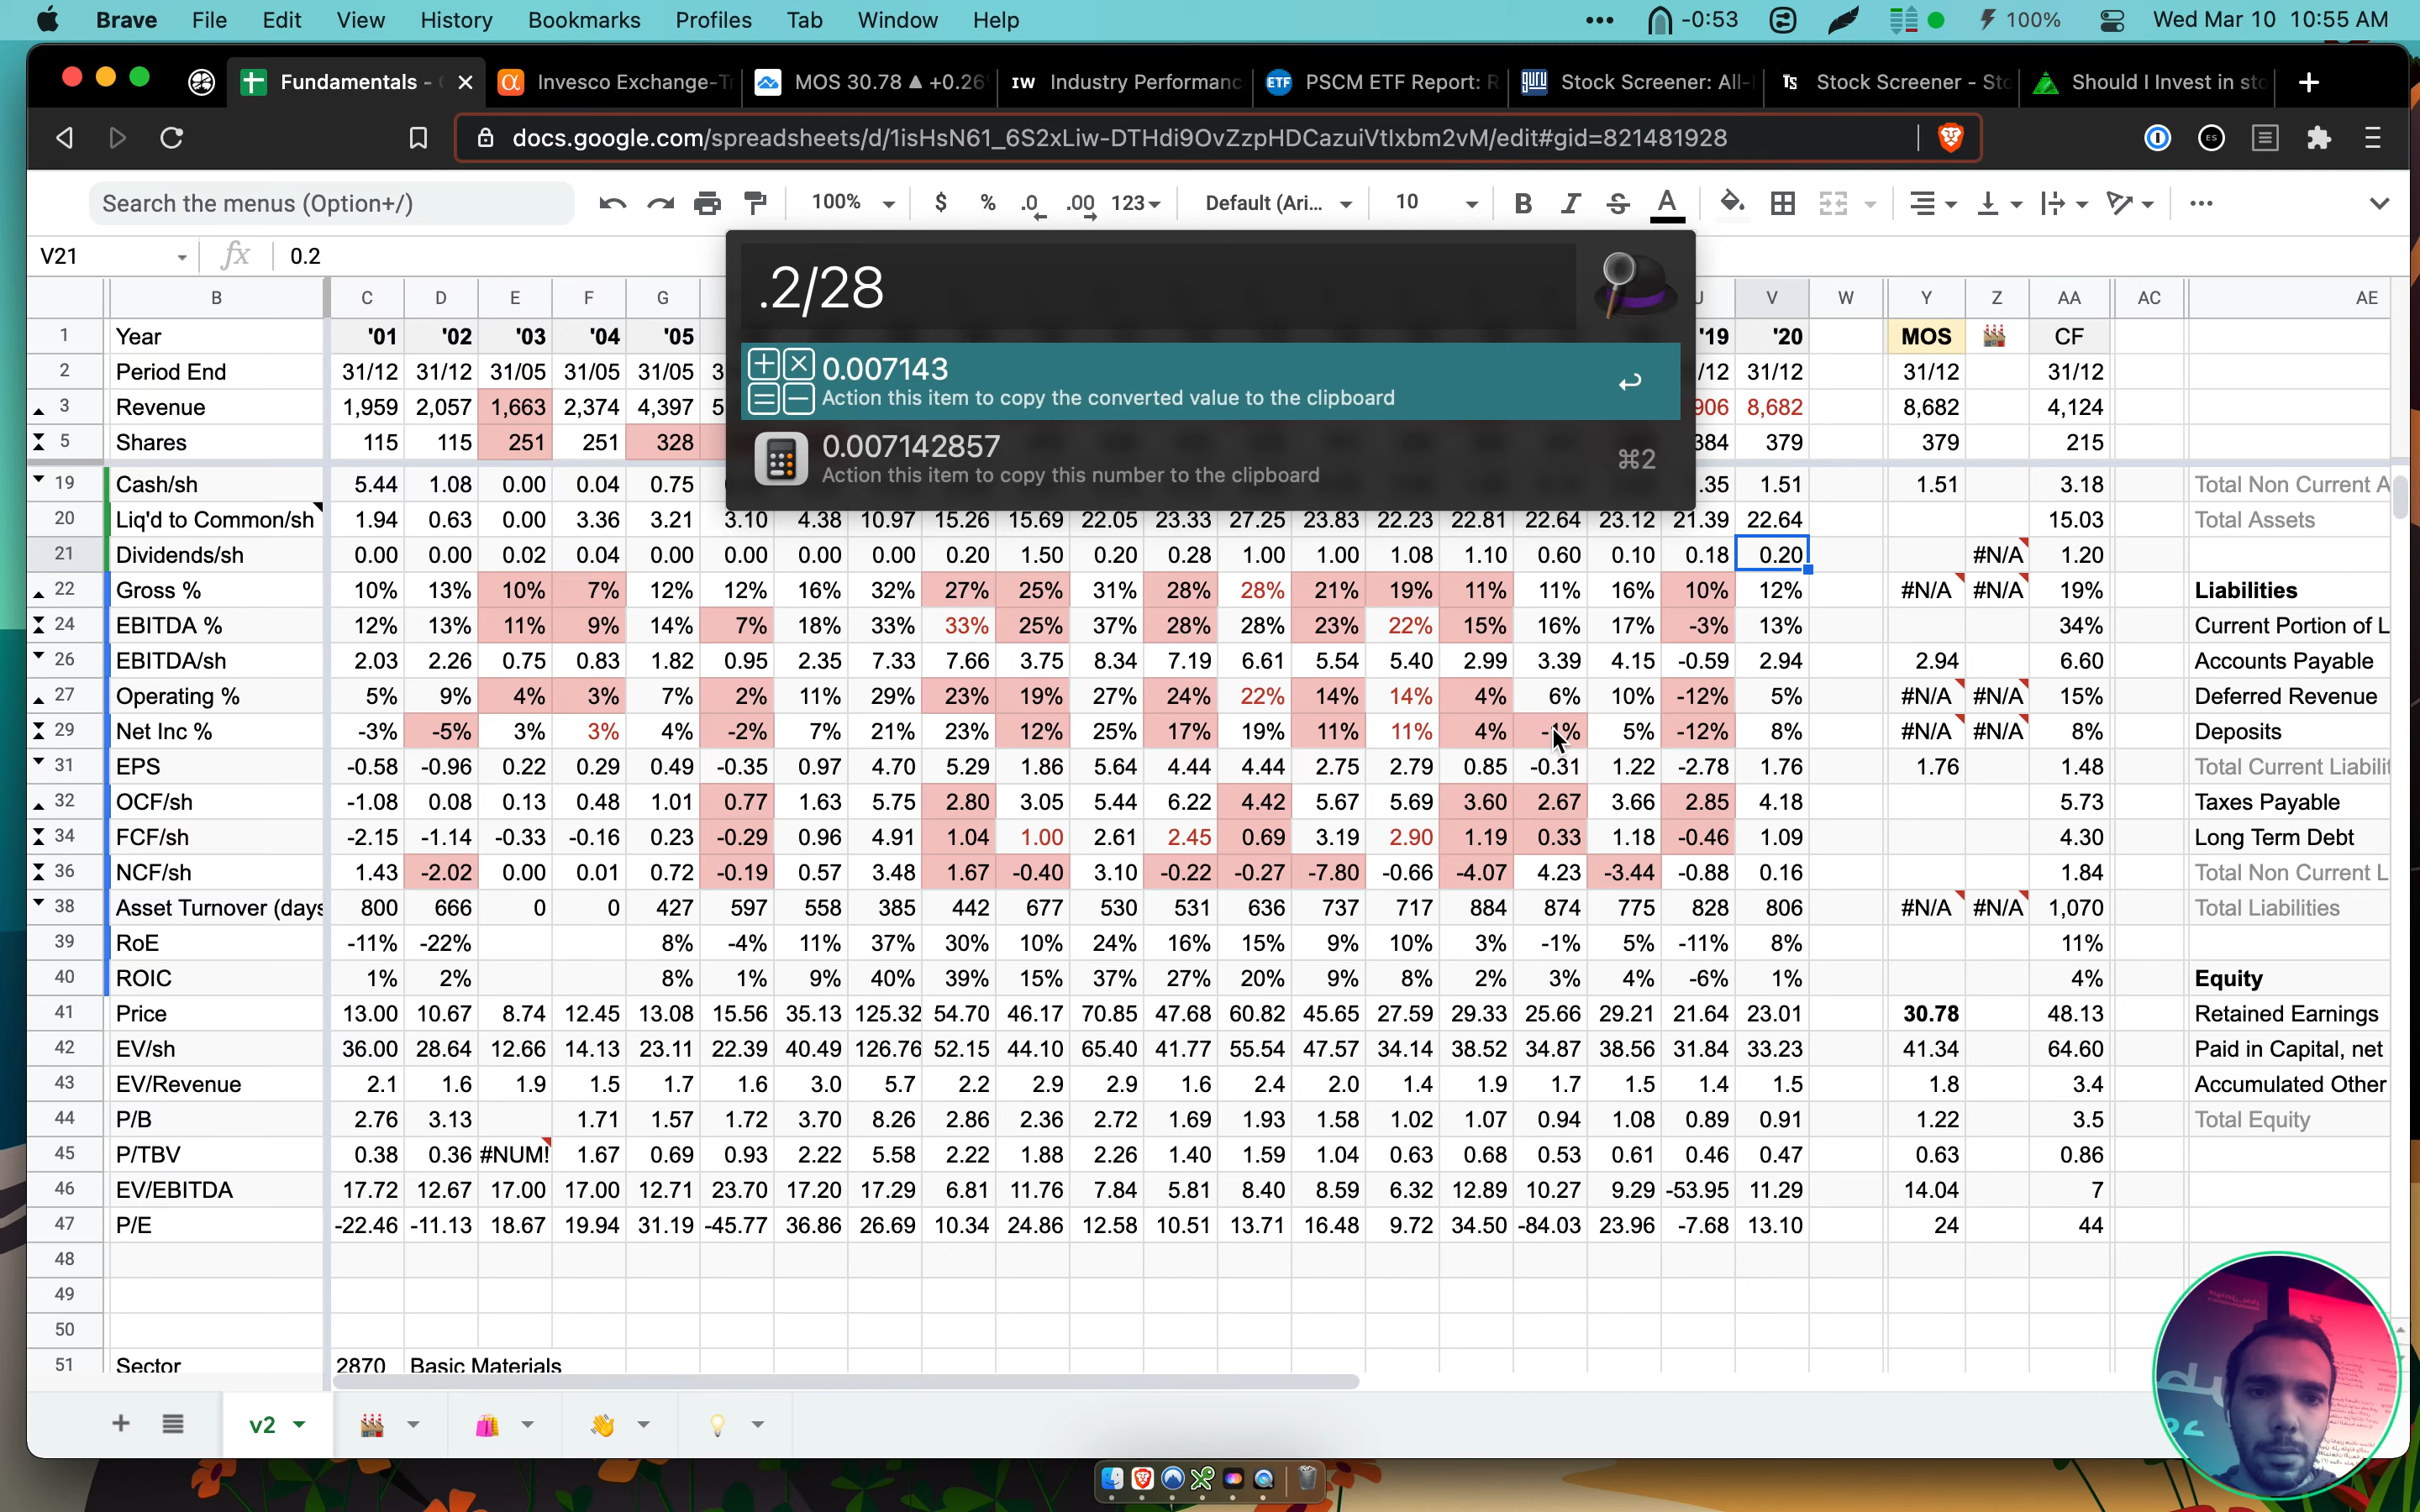 Brave File Edit View History Bookmarks Profiles Tab Window Help ••• -0:53 100% Wed Mar 10 10:55 AM
Fundamentals - Invesco Exchange-Tr MOS 30.78 ▲ +0.26 IW Industry Performanc ETF PSCM ETF Report: R guru Stock Screener: All- Ts Stock Screener - Sto Should I Invest in sto
docs.google.com/spreadsheets/d/1isHsN61_6S2xLiw-DTHdi9OvZzpHDCazuiVtIxbm2vM/edit#gid=821481928 ES
Search the menus (Option+/) 100% $ % .0 .00 123 Default (Ari... 10 B I S A
V21 fx 0.2
.2/28
0.007143
Action this item to copy the converted value to the clipboard
0.007142857
Action this item to copy this number to the clipboard
⌘2
B C D E F G U V W Y Z AA AC AE
1 Year '01 '02 '03 '04 '05 '19 '20 MOS CF
2 Period End 31/12 31/12 31/05 31/05 31/05 3 /12 31/12 31/12 31/12
3 Revenue 1,959 2,057 1,663 2,374 4,397 5 906 8,682 8,682 4,124
5 Shares 115 115 251 251 328 384 379 379 215
19 Cash/sh 5.44 1.08 0.00 0.04 0.75 .35 1.51 1.51 3.18 Total Non Current A
20 Liq'd to Common/sh 1.94 0.63 0.00 3.36 3.21 3.10 4.38 10.97 15.26 15.69 22.05 23.33 27.25 23.83 22.23 22.81 22.64 23.12 21.39 22.64 15.03 Total Assets
21 Dividends/sh 0.00 0.00 0.02 0.04 0.00 0.00 0.00 0.00 0.20 1.50 0.20 0.28 1.00 1.00 1.08 1.10 0.60 0.10 0.18 0.20 #N/A 1.20
22 Gross % 10% 13% 10% 7% 12% 12% 16% 32% 27% 25% 31% 28% 28% 21% 19% 11% 11% 16% 10% 12% #N/A #N/A 19% Liabilities
24 EBITDA % 12% 13% 11% 9% 14% 7% 18% 33% 33% 25% 37% 28% 28% 23% 22% 15% 16% 17% -3% 13% 34% Current Portion of L
26 EBITDA/sh 2.03 2.26 0.75 0.83 1.82 0.95 2.35 7.33 7.66 3.75 8.34 7.19 6.61 5.54 5.40 2.99 3.39 4.15 -0.59 2.94 2.94 6.60 Accounts Payable
27 Operating % 5% 9% 4% 3% 7% 2% 11% 29% 23% 19% 27% 24% 22% 14% 14% 4% 6% 10% -12% 5% #N/A #N/A 15% Deferred Revenue
29 Net Inc % -3% -5% 3% 3% 4% -2% 7% 21% 23% 12% 25% 17% 19% 11% 11% 4% -1% 5% -12% 8% #N/A #N/A 8% Deposits
31 EPS -0.58 -0.96 0.22 0.29 0.49 -0.35 0.97 4.70 5.29 1.86 5.64 4.44 4.44 2.75 2.79 0.85 -0.31 1.22 -2.78 1.76 1.76 1.48 Total Current Liabilit
32 OCF/sh -1.08 0.08 0.13 0.48 1.01 0.77 1.63 5.75 2.80 3.05 5.44 6.22 4.42 5.67 5.69 3.60 2.67 3.66 2.85 4.18 5.73 Taxes Payable
34 FCF/sh -2.15 -1.14 -0.33 -0.16 0.23 -0.29 0.96 4.91 1.04 1.00 2.61 2.45 0.69 3.19 2.90 1.19 0.33 1.18 -0.46 1.09 4.30 Long Term Debt
36 NCF/sh 1.43 -2.02 0.00 0.01 0.72 -0.19 0.57 3.48 1.67 -0.40 3.10 -0.22 -0.27 -7.80 -0.66 -4.07 4.23 -3.44 -0.88 0.16 1.84 Total Non Current L
38 Asset Turnover (days 800 666 0 0 427 597 558 385 442 677 530 531 636 737 717 884 874 775 828 806 #N/A #N/A 1,070 Total Liabilities
39 RoE -11% -22% 8% -4% 11% 37% 30% 10% 24% 16% 15% 9% 10% 3% -1% 5% -11% 8% 11%
40 ROIC 1% 2% 8% 1% 9% 40% 39% 15% 37% 27% 20% 9% 8% 2% 3% 4% -6% 1% 4% Equity
41 Price 13.00 10.67 8.74 12.45 13.08 15.56 35.13 125.32 54.70 46.17 70.85 47.68 60.82 45.65 27.59 29.33 25.66 29.21 21.64 23.01 30.78 48.13 Retained Earnings
42 EV/sh 36.00 28.64 12.66 14.13 23.11 22.39 40.49 126.76 52.15 44.10 65.40 41.77 55.54 47.57 34.14 38.52 34.87 38.56 31.84 33.23 41.34 64.60 Paid in Capital, net
43 EV/Revenue 2.1 1.6 1.9 1.5 1.7 1.6 3.0 5.7 2.2 2.9 2.9 1.6 2.4 2.0 1.4 1.9 1.7 1.5 1.4 1.5 1.8 3.4 Accumulated Other
44 P/B 2.76 3.13 1.71 1.57 1.72 3.70 8.26 2.86 2.36 2.72 1.69 1.93 1.58 1.02 1.07 0.94 1.08 0.89 0.91 1.22 3.5 Total Equity
45 P/TBV 0.38 0.36 #NUM! 1.67 0.69 0.93 2.22 5.58 2.22 1.88 2.26 1.40 1.59 1.04 0.63 0.68 0.53 0.61 0.46 0.47 0.63 0.86
46 EV/EBITDA 17.72 12.67 17.00 17.00 12.71 23.70 17.20 17.29 6.81 11.76 7.84 5.81 8.40 8.59 6.32 12.89 10.27 9.29 -53.95 11.29 14.04 7
47 P/E -22.46 -11.13 18.67 19.94 31.19 -45.77 36.86 26.69 10.34 24.86 12.58 10.51 13.71 16.48 9.72 34.50 -84.03 23.96 -7.68 13.10 24 44
48
49
50
51 Sector 2870 Basic Materials
v2